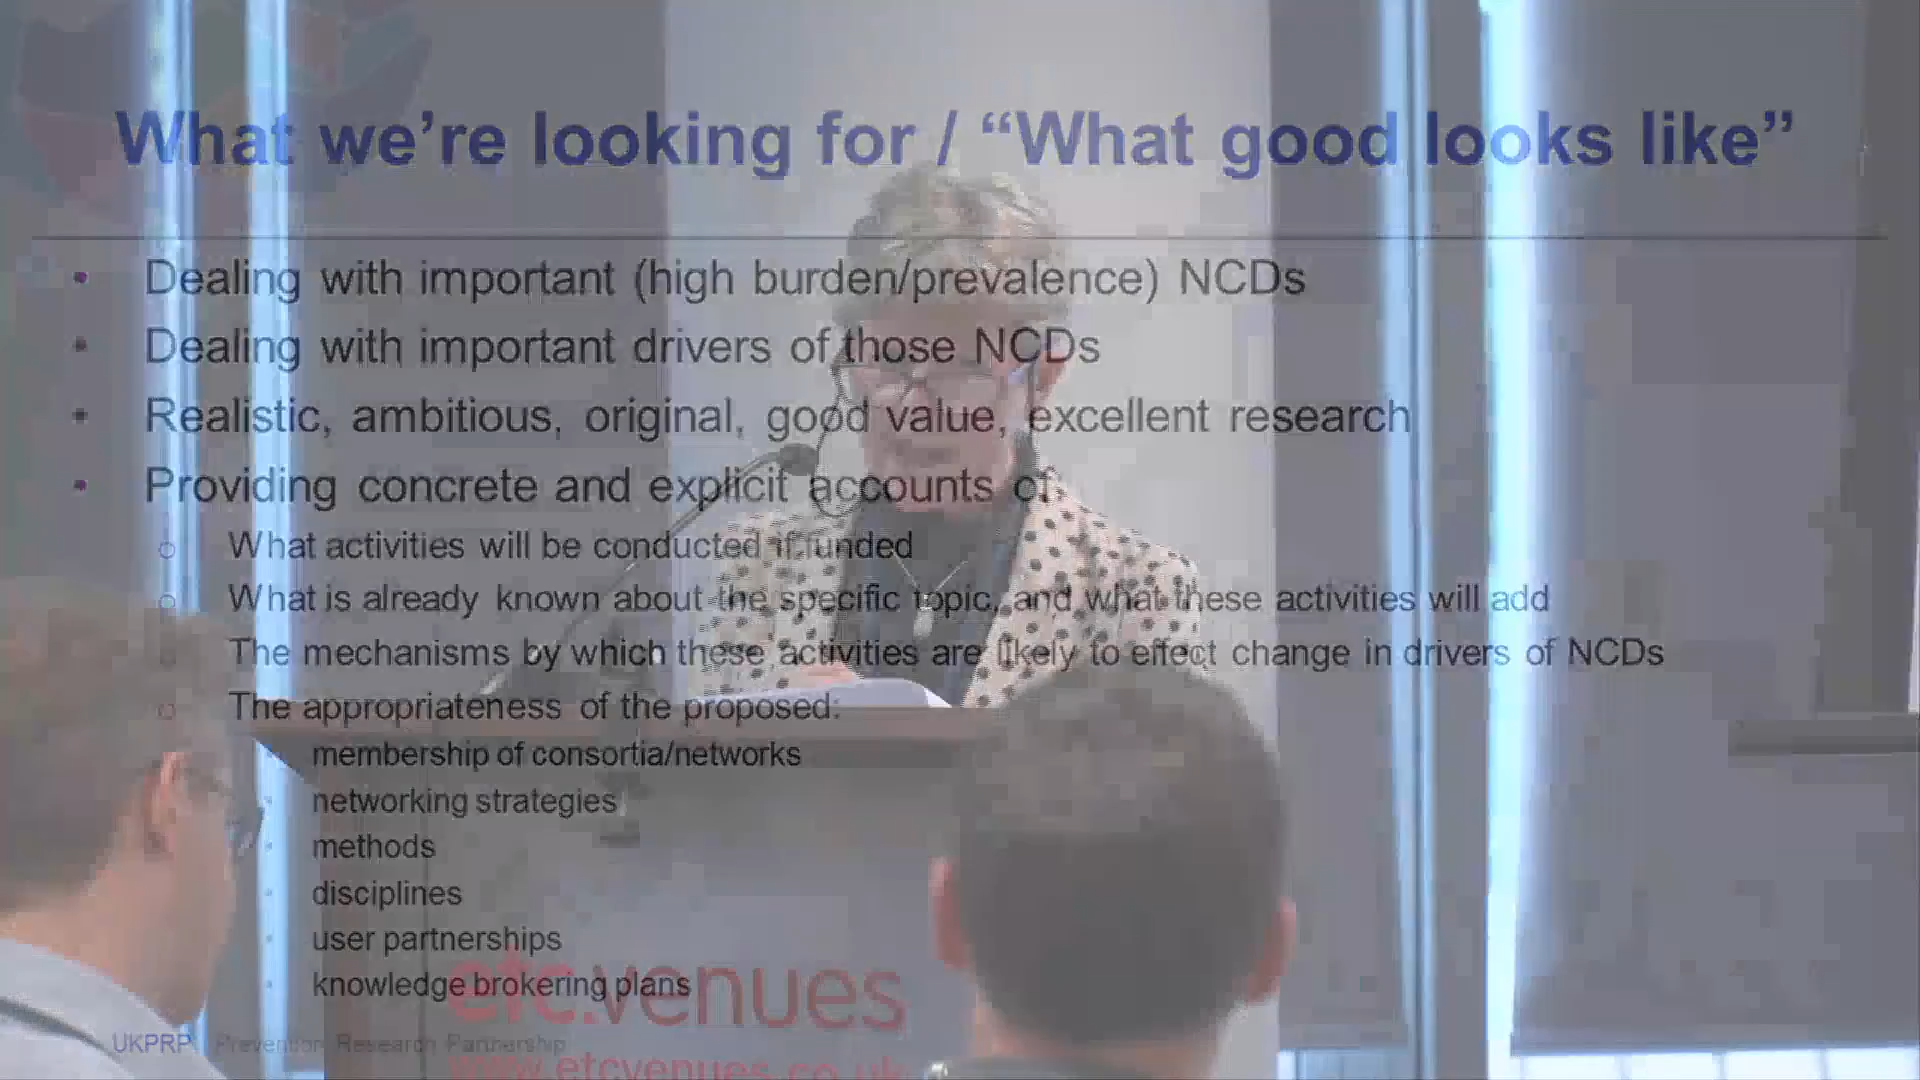 What we’re looking for / “What good looks like”
Dealing with important (high burden/prevalence) NCDs
Dealing with important drivers of those NCDs
Realistic, ambitious, original, good value, excellent research
Providing concrete and explicit accounts of:
What activities will be conducted if funded
What is already known about the specific topic, and what these activities will add
The mechanisms by which these activities are likely to effect change in drivers of NCDs
The appropriateness of the proposed:
membership of consortia/networks
networking strategies
methods
disciplines
user partnerships
knowledge brokering plans
etc.venues
UKPRP Prevention Research Partnership
www.etcvenues.co.uk